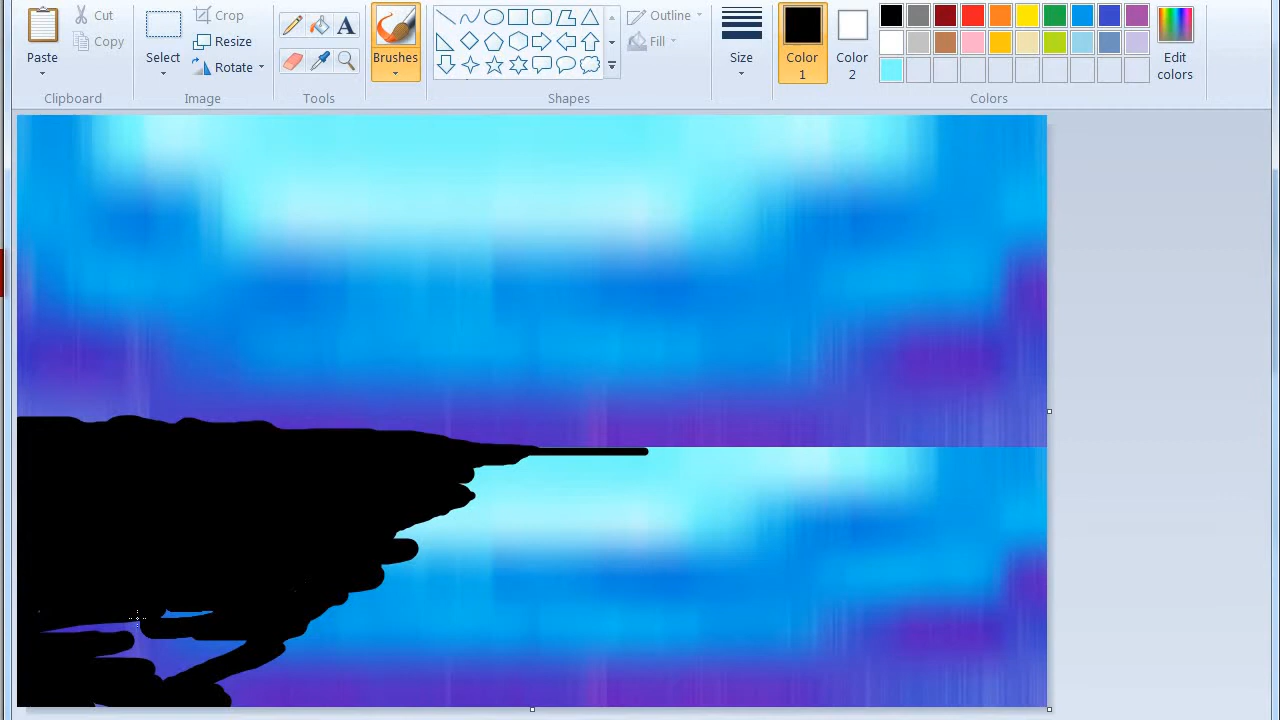 Paste
Cut
Copy
Clipboard
Select
Crop
Resize
Rotate
Image
A
Tools
Brushes
Outline
Fill
Shapes
Size
Color 1
Color 2
Edit colors
Colors